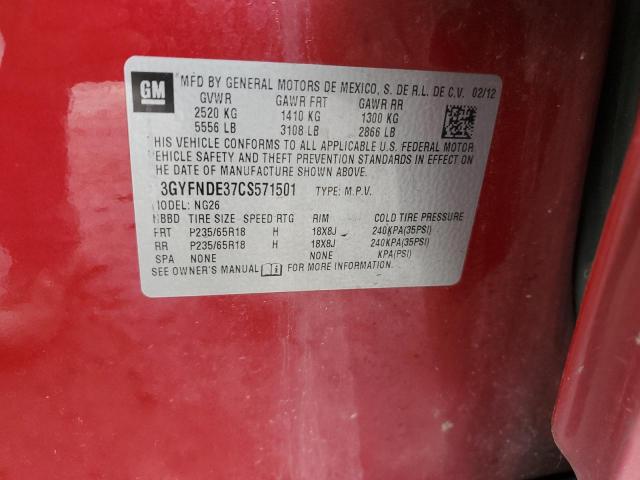 GM
MFD BY GENERAL MOTORS DE MEXICO, S. DE R.L. DE C.V. 02/12
GVWR GAWR FRT GAWR RR
2520 KG 1410 KG 1300 KG
5556 LB 3108 LB 2866 LB
THIS VEHICLE CONFORMS TO ALL APPLICABLE U.S. FEDERAL MOTOR
VEHICLE SAFETY AND THEFT PREVENTION STANDARDS IN EFFECT ON
THE DATE OF MANUFACTURE SHOWN ABOVE.
3GYFNDE37CS571501 TYPE: M.P.V.
MODEL: NG26
NBBD TIRE SIZE SPEED RTG RIM COLD TIRE PRESSURE
FRT P235/65R18 H 18X8J 240KPA(35PSI)
RR P235/65R18 H 18X8J 240KPA(35PSI)
SPA NONE NONE KPA(PSI)
SEE OWNER'S MANUAL FOR MORE INFORMATION.